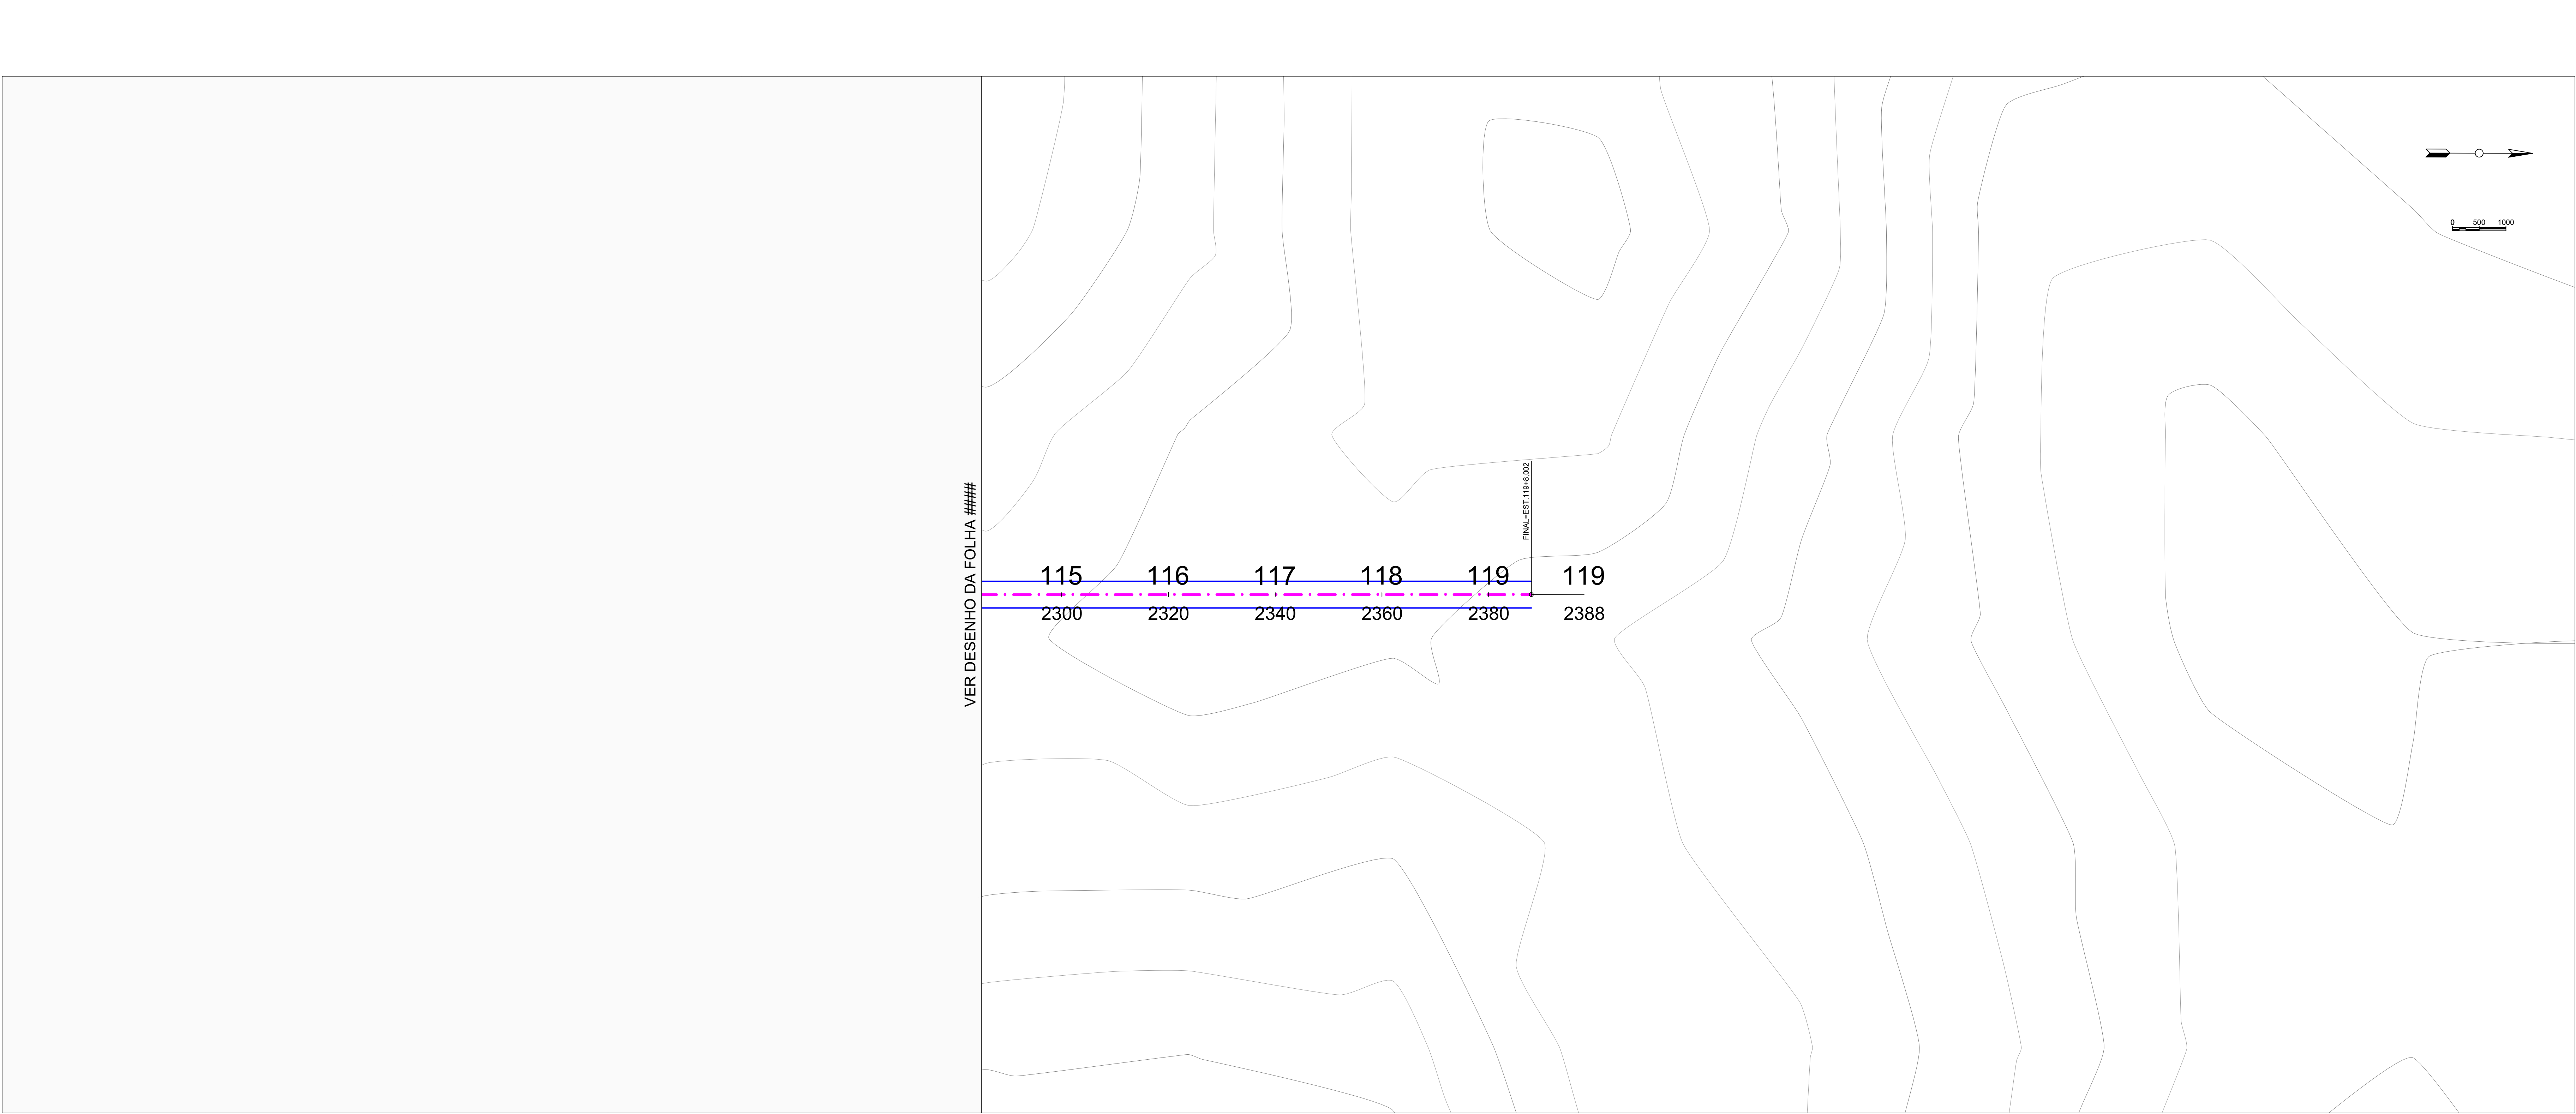 0 500 1000
VER DESENHO DA FOLHA ####
FINAL=EST.119+8,002
115 116 117 118 119 119
2300 2320 2340 2360 2380 2388